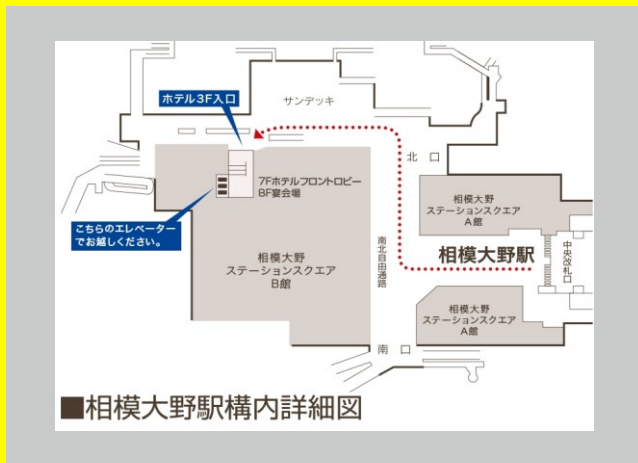 ホテル3F入口
サンデッキ
北 口
7Fホテルフロントロビー
8F宴会場
こちらのエレベーター
でお越しください。
相模大野
ステーションスクエア
A館
相模大野駅
中央改札口
南北自由通路
相模大野
ステーションスクエア
B館
相模大野
ステーションスクエア
A館
南 口
■相模大野駅構内詳細図